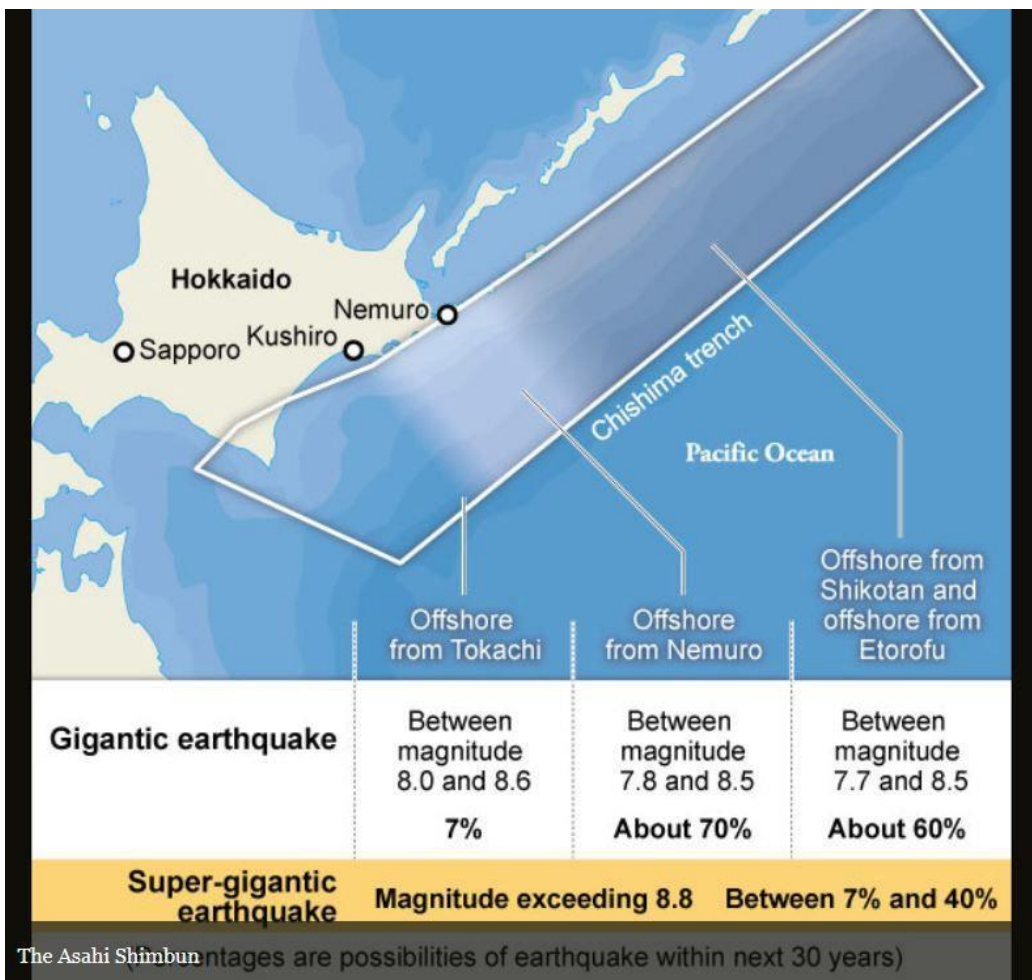 Hokkaido
Nemuro
Kushiro
Sapporo
Chishima trench
Pacific Ocean
Offshore
from Tokachi
Offshore
from Nemuro
Offshore from
Shikotan and
offshore from
Etorofu
Gigantic earthquake
Between
magnitude
8.0 and 8.6
7%
Between
magnitude
7.8 and 8.5
About 70%
Between
magnitude
7.7 and 8.5
About 60%
Super-gigantic
earthquake
Magnitude exceeding 8.8
Between 7% and 40%
The Asahi Shimbun
(Percentages are possibilities of earthquake within next 30 years)